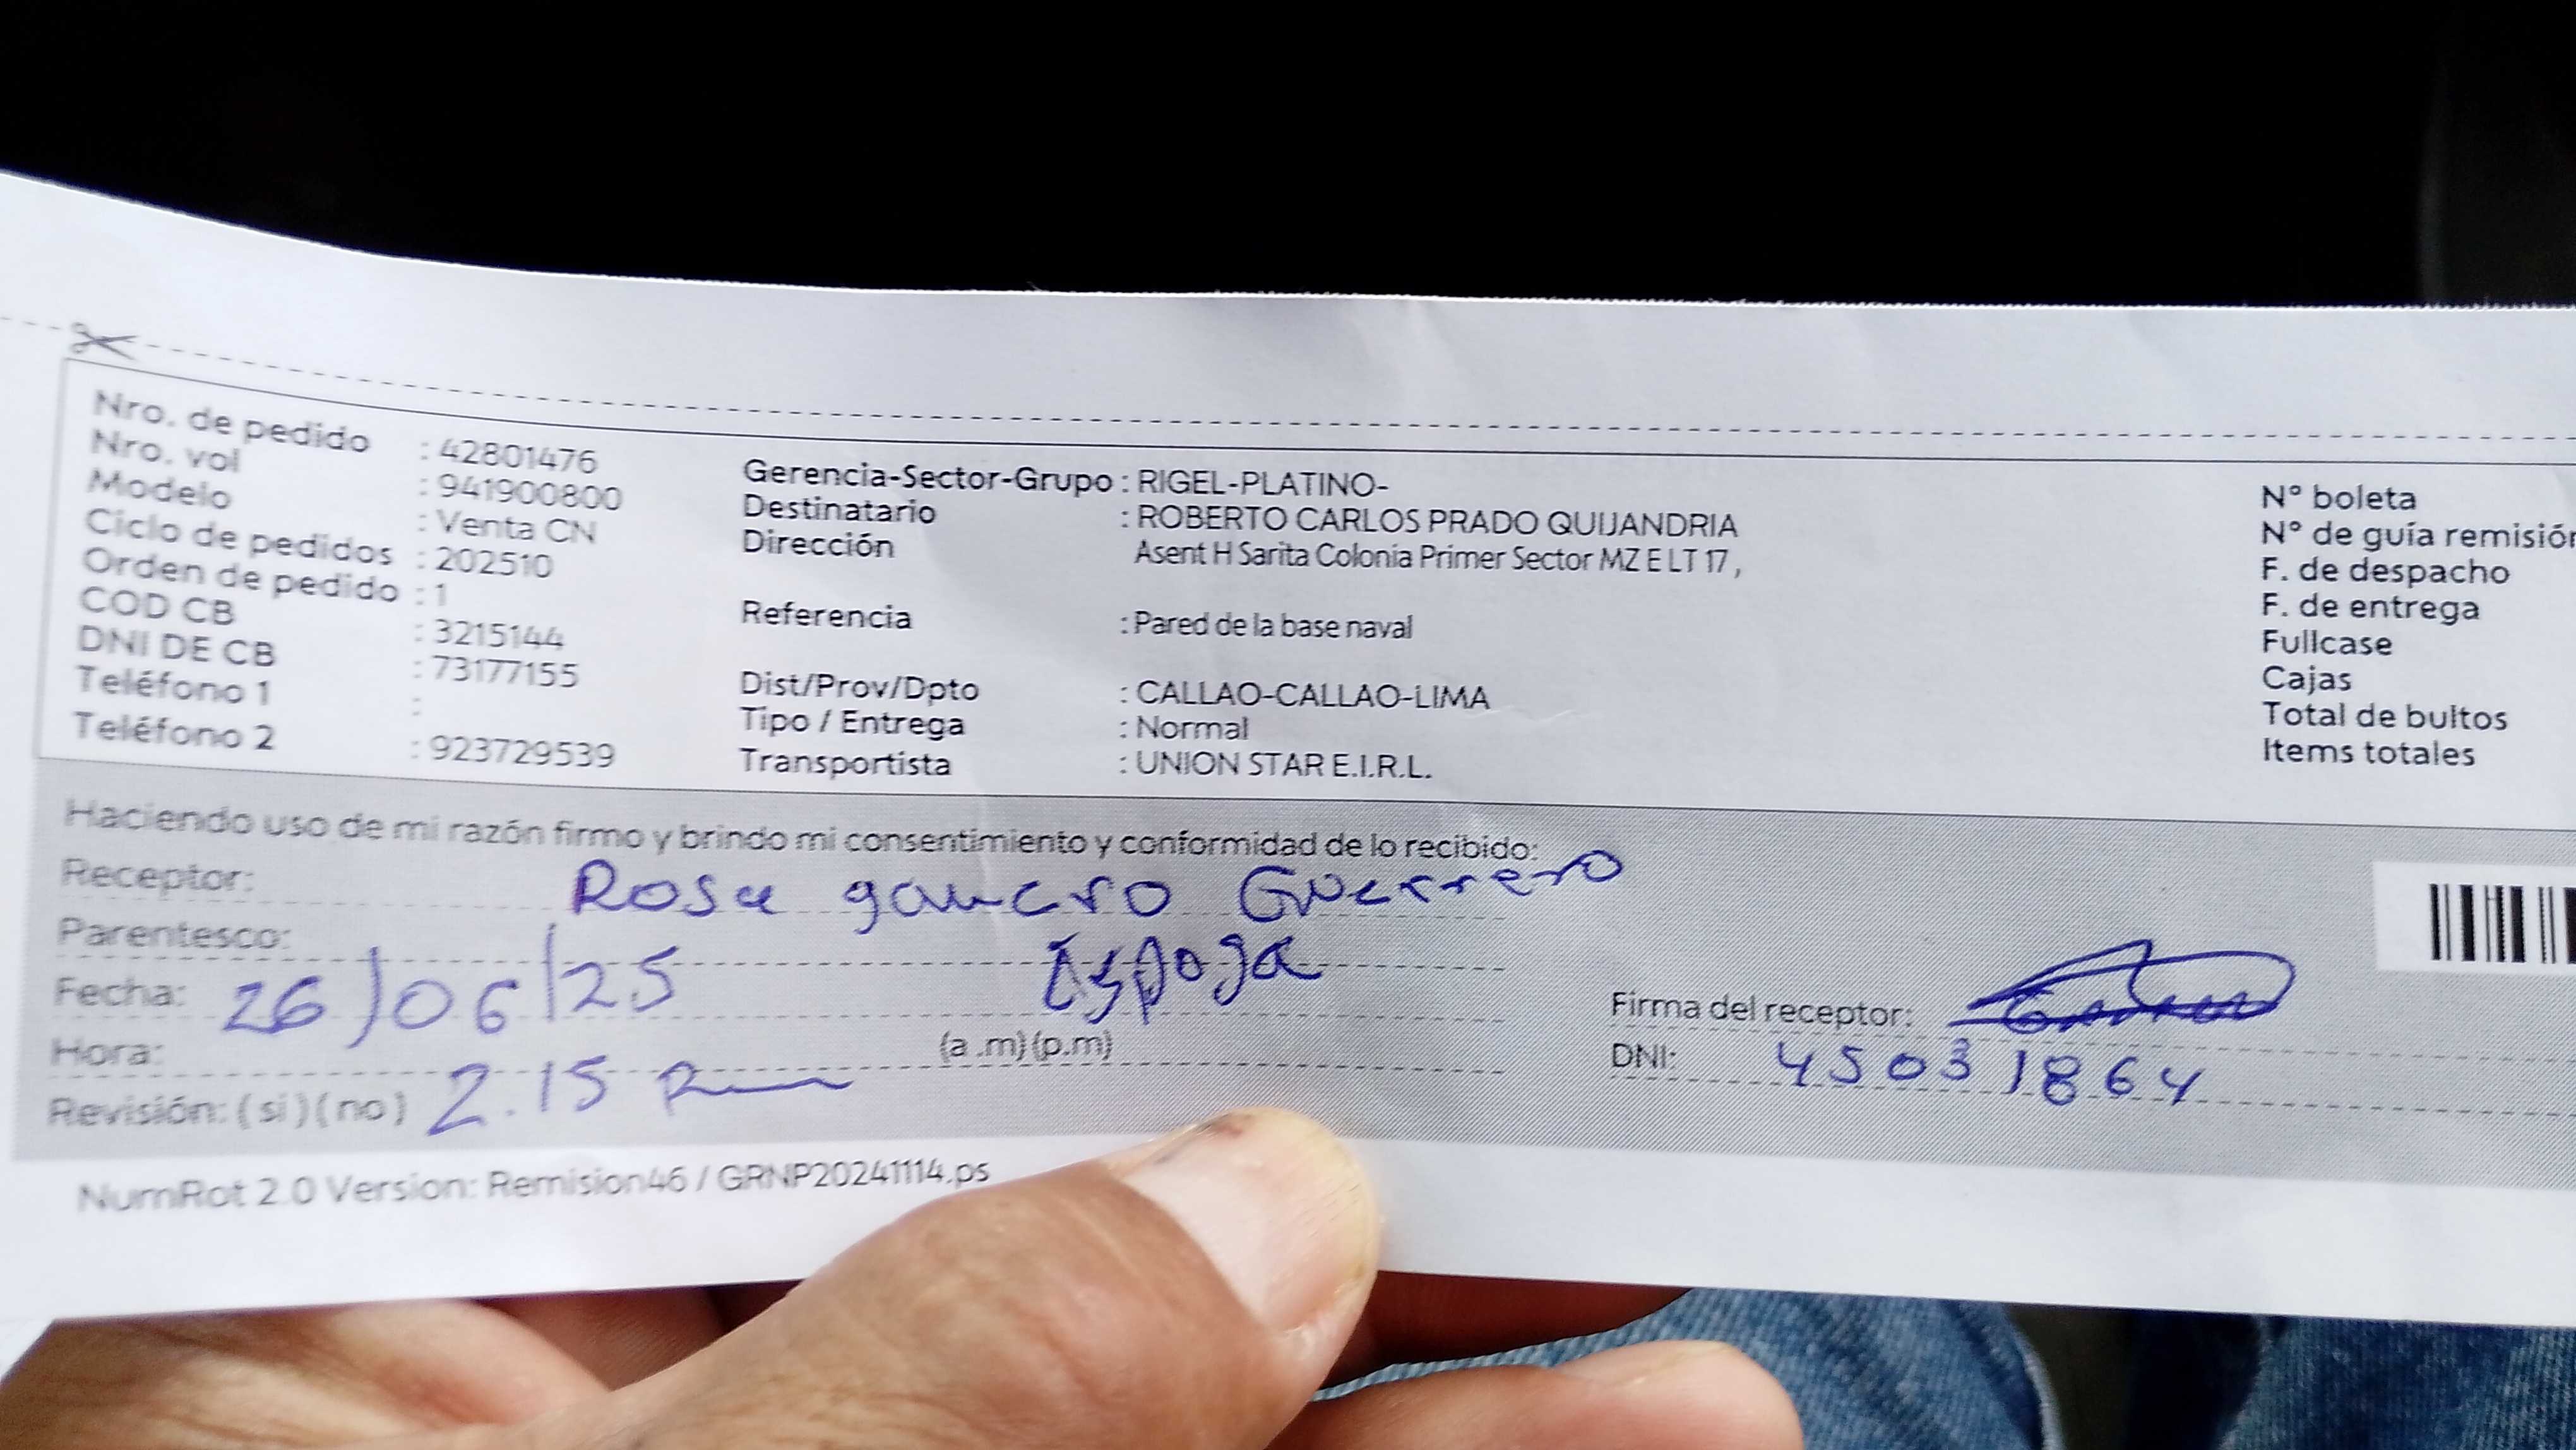 Nro. de pedido : 42801476
Nro. vol : 941900800
Modelo : Venta CN
Ciclo de pedidos : 202510
Orden de pedido : 1
COD CB : 3215144
DNI DE CB : 73177155
Teléfono 1 :
Teléfono 2 : 923729539
Gerencia-Sector-Grupo : RIGEL-PLATINO-
Destinatario : ROBERTO CARLOS PRADO QUIJANDRIA
Dirección Asent H Sarita Colonia Primer Sector MZ E LT 17 ,
Referencia : Pared de la base naval
Dist/Prov/Dpto : CALLAO-CALLAO-LIMA
Tipo / Entrega : Normal
Transportista : UNION STAR E.I.R.L.
N° boleta
N° de guía remisión
F. de despacho
F. de entrega
Fullcase
Cajas
Total de bultos
Items totales
Haciendo uso de mi razón firmo y brindo mi consentimiento y conformidad de lo recibido:
Receptor: Rosa Guerrero
Parentesco: Esposa
Fecha: 26/06/25
Hora: (a .m) (p.m)
Revisión: ( si ) ( no ) 2.15
Firma del receptor:
DNI: 45031864
NumRot 2.0 Version: Remision46 / GRNP20241114.ps